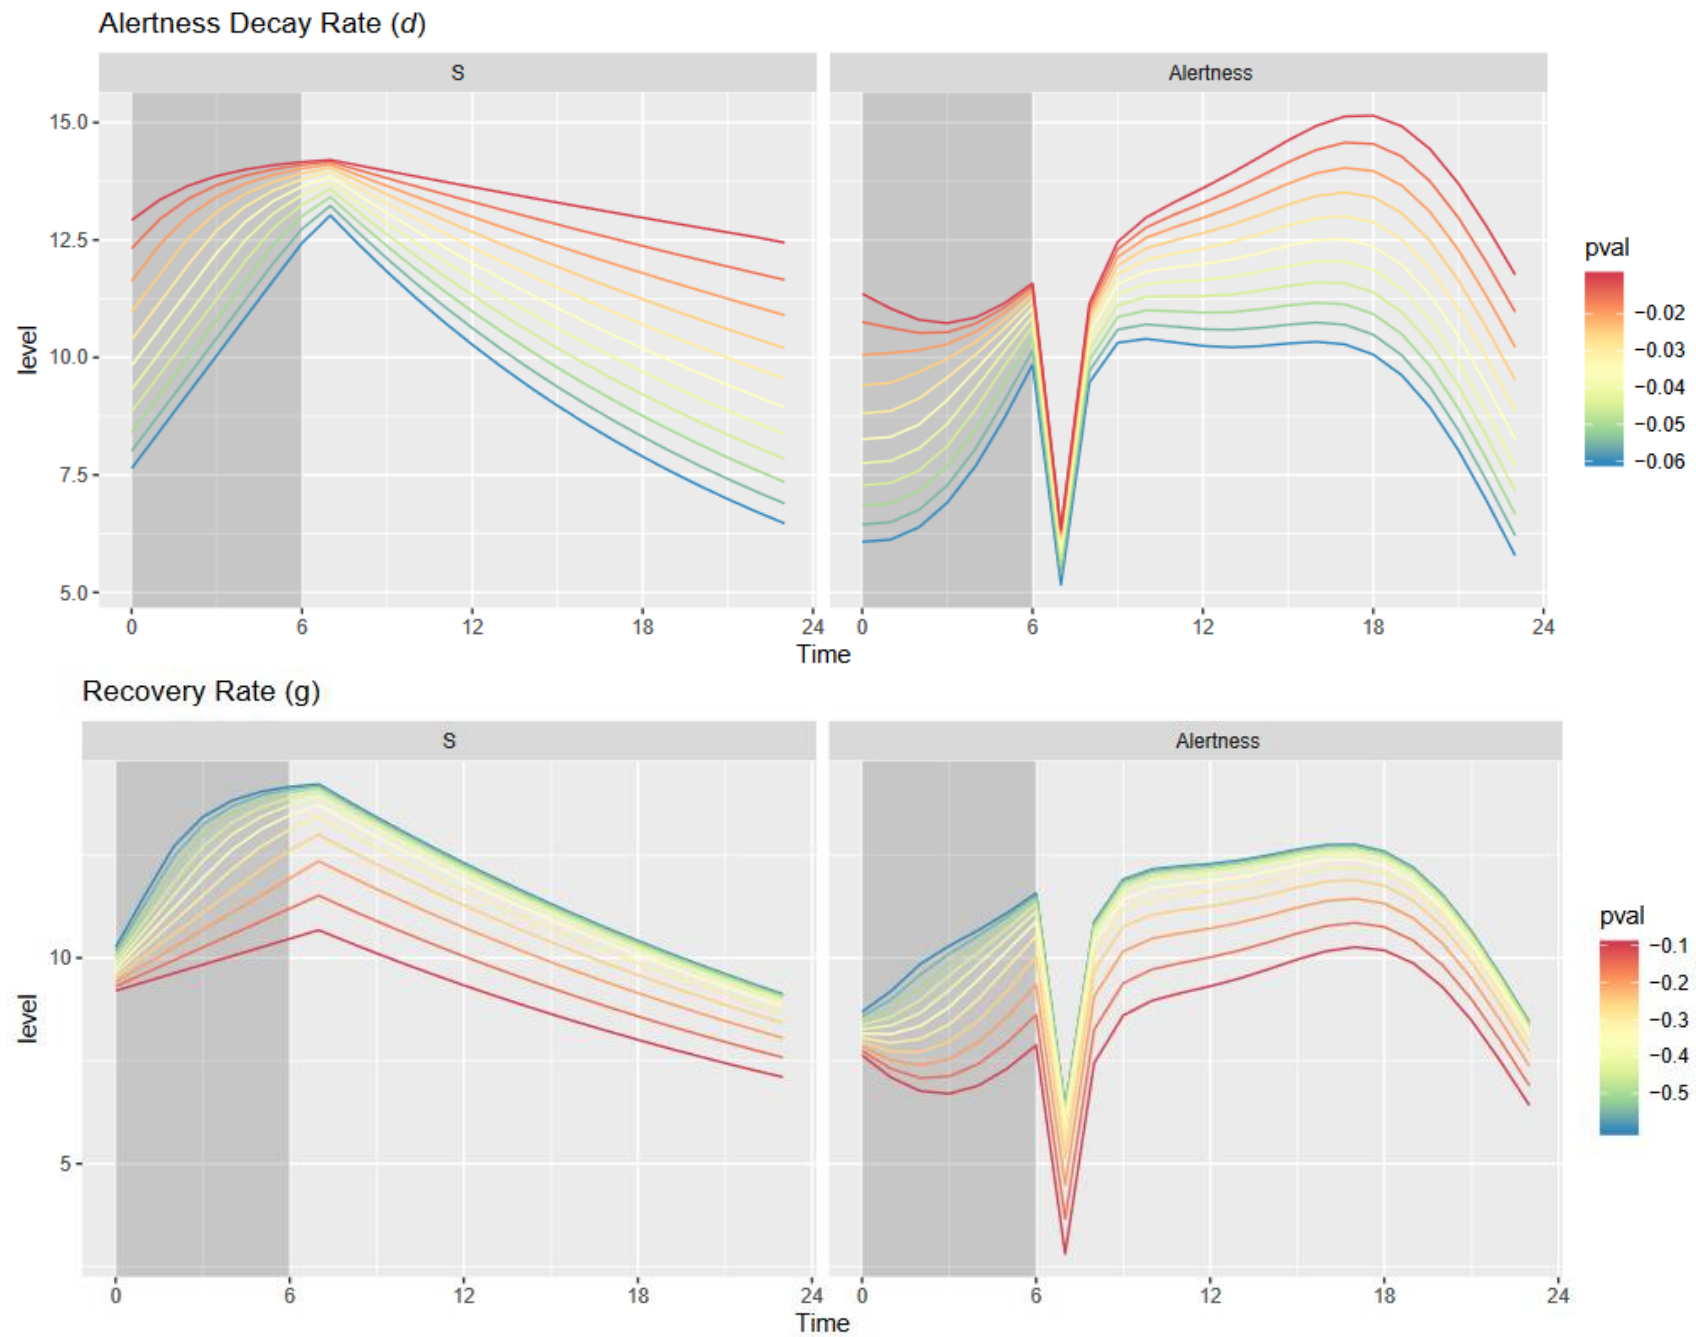 Alertness Decay Rate (d)
S
Alertness
level
15.0
12.5
10.0
7.5
5.0
0 6 12 18 24
0 6 12 18 24
Time
pval
−0.02
−0.03
−0.04
−0.05
−0.06
Recovery Rate (g)
S
Alertness
level
10
5
0 6 12 18 24
0 6 12 18 24
Time
pval
−0.1
−0.2
−0.3
−0.4
−0.5